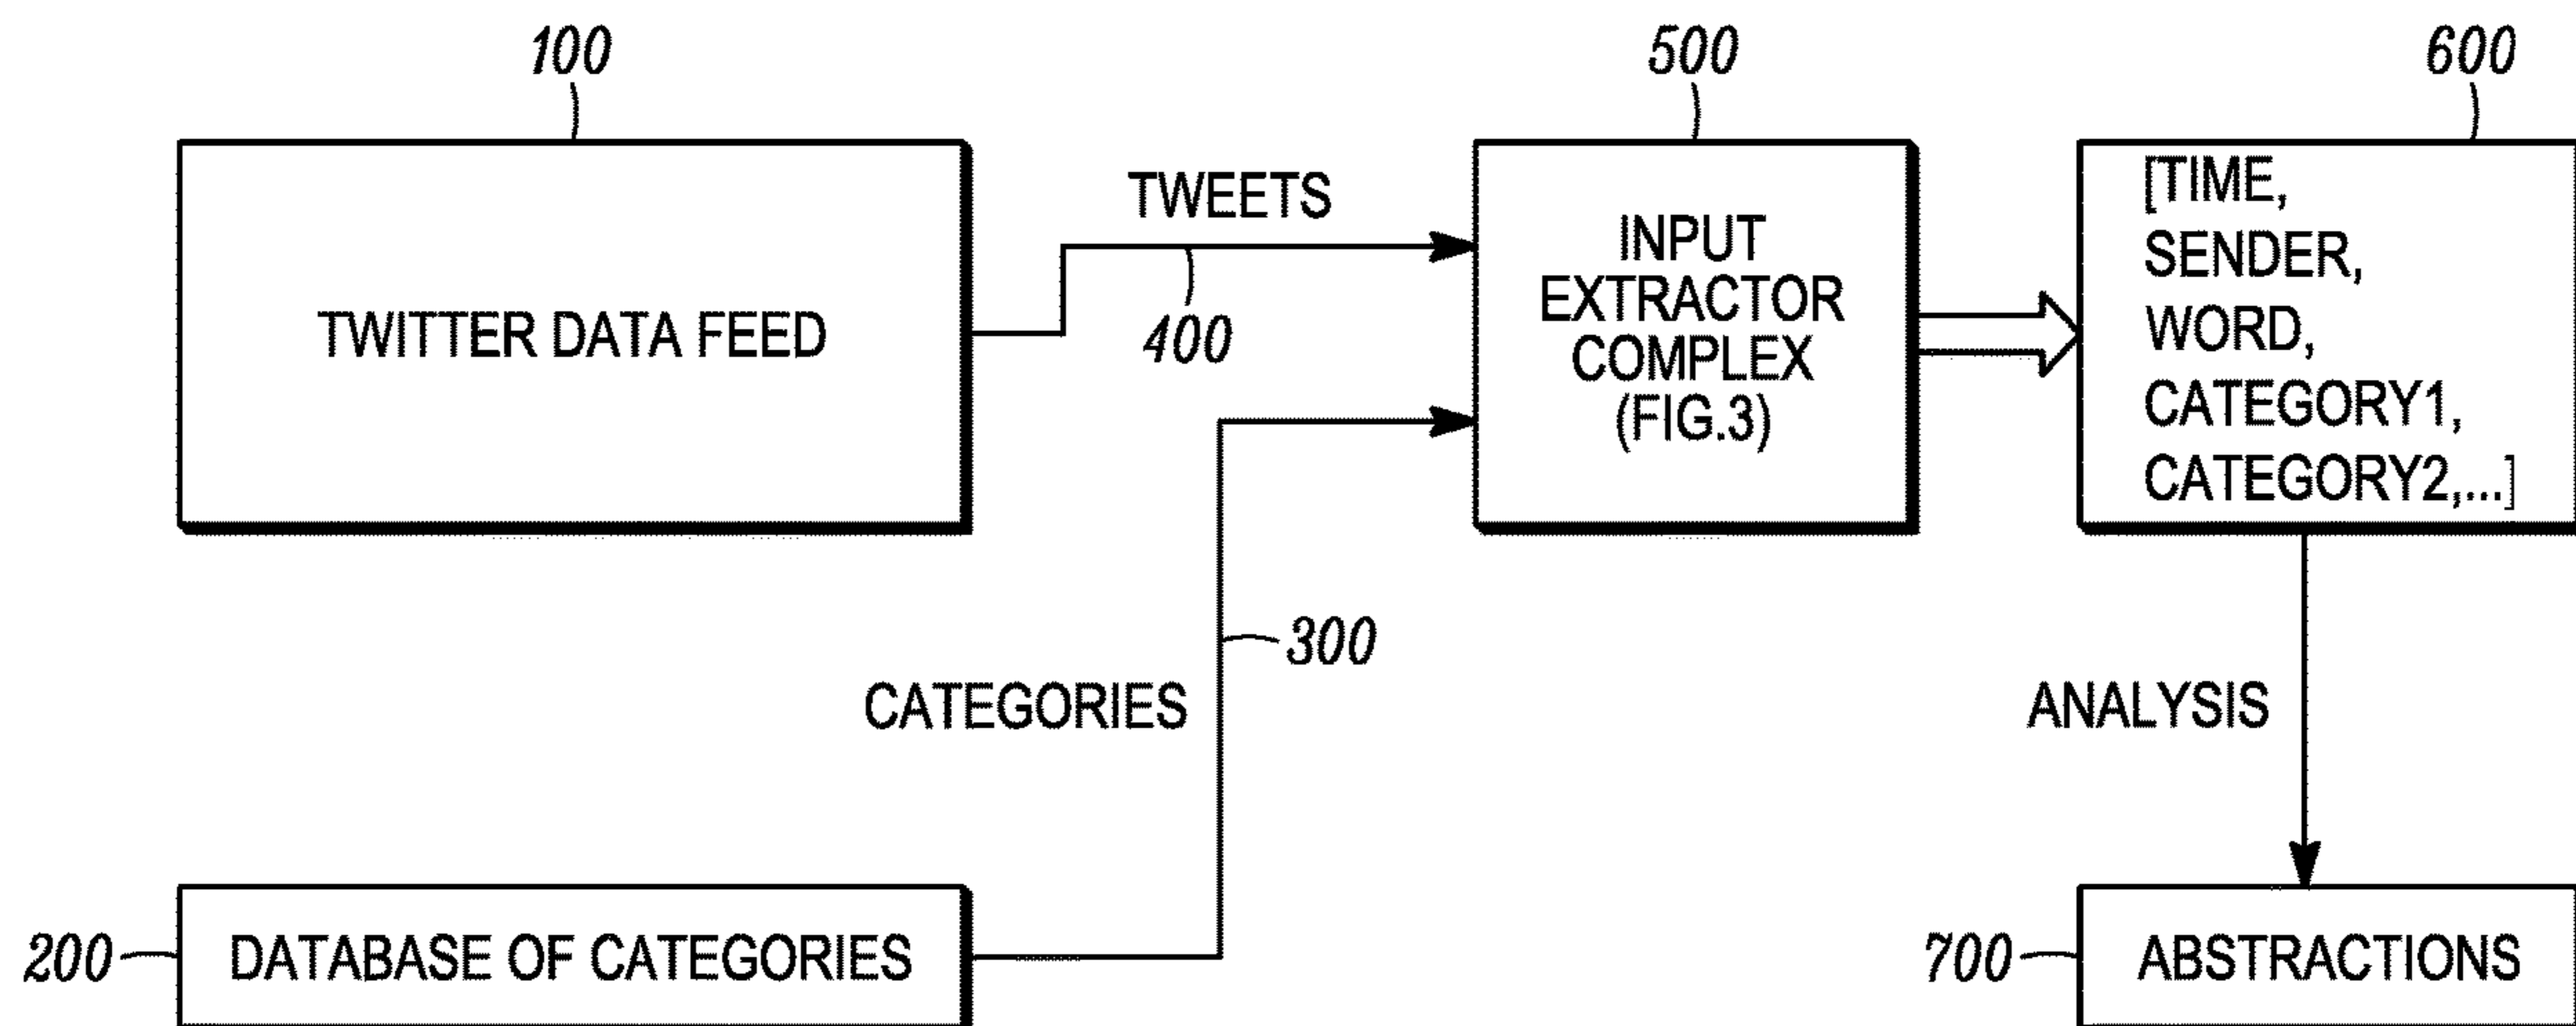 100
500
600
TWITTER DATA FEED
TWEETS
400
INPUT
EXTRACTOR
COMPLEX
(FIG.3)
[TIME,
SENDER,
WORD,
CATEGORY1,
CATEGORY2,...]
300
CATEGORIES
ANALYSIS
200
DATABASE OF CATEGORIES
700
ABSTRACTIONS